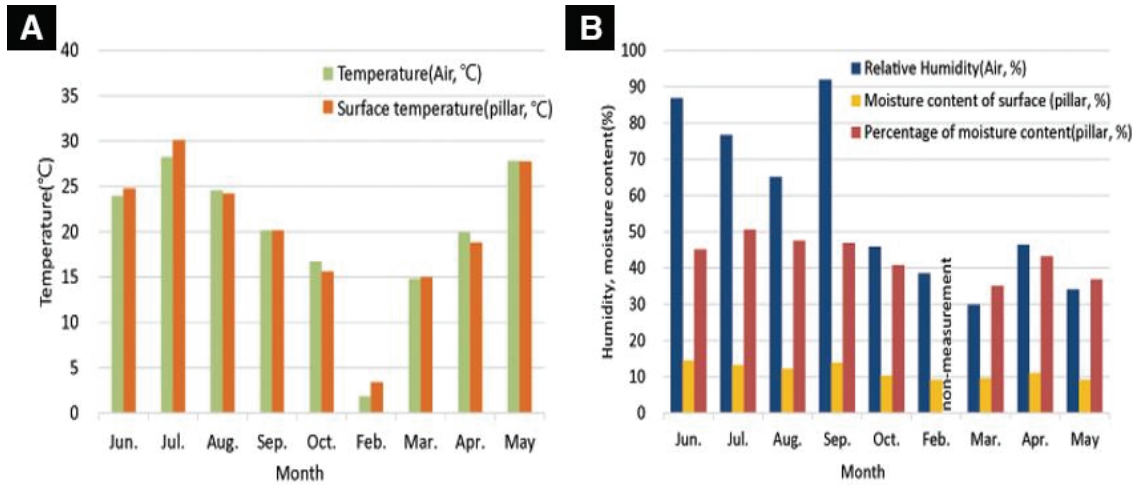 A
Temperature(Air, ℃)
Surface temperature(pillar, ℃)
Temperature(℃)
40
35
30
25
20
15
10
5
0
Jun. Jul. Aug. Sep. Oct. Feb. Mar. Apr. May
Month
B
Relative Humidity(Air, %)
Moisture content of surface (pillar, %)
Percentage of moisture content(pillar, %)
Humidity, moisture content(%)
100
90
80
70
60
50
40
30
20
10
0
non-measurement
Jun. Jul. Aug. Sep. Oct. Feb. Mar. Apr. May
Month